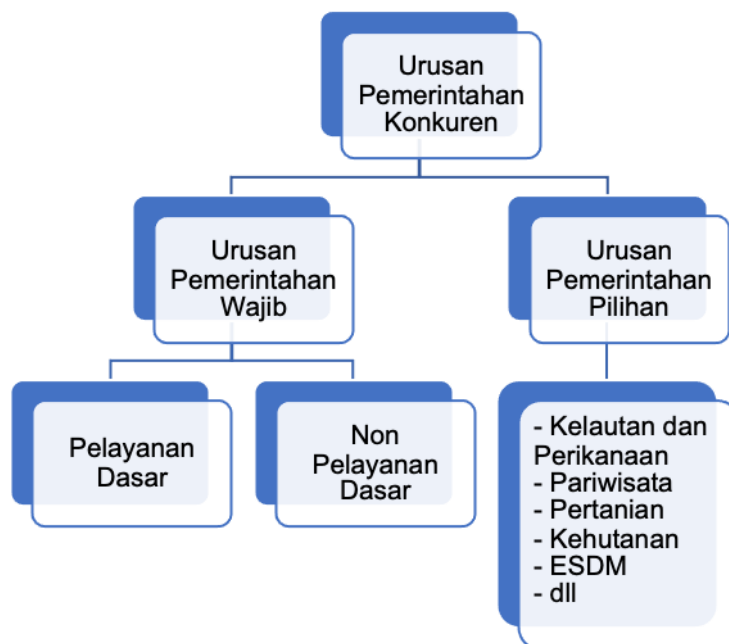 Urusan
Pemerintahan
Konkuren
Urusan
Pemerintahan
Wajib
Urusan
Pemerintahan
Pilihan
Pelayanan
Dasar
Non
Pelayanan
Dasar
- Kelautan dan
Perikanaan
- Pariwisata
- Pertanian
- Kehutanan
- ESDM
- dll